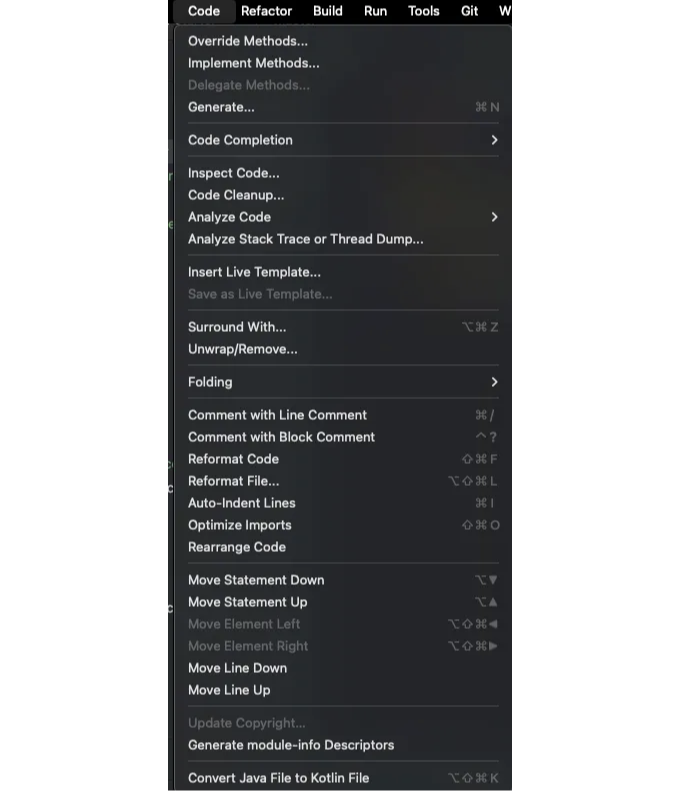 Code Refactor Build Run Tools Git W
Override Methods...
Implement Methods...
Delegate Methods...
Generate... ⌘ N
Code Completion >
Inspect Code...
Code Cleanup...
Analyze Code >
Analyze Stack Trace or Thread Dump...
Insert Live Template...
Save as Live Template...
Surround With... ⌥⌘ Z
Unwrap/Remove...
Folding >
Comment with Line Comment ⌘ /
Comment with Block Comment ^ ?
Reformat Code ⇧⌘ F
Reformat File... ⌥⇧⌘ L
Auto-Indent Lines ⌘ I
Optimize Imports ⇧⌘ O
Rearrange Code
Move Statement Down ⌥▼
Move Statement Up ⌥▲
Move Element Left ⌥⇧⌘◀
Move Element Right ⌥⇧⌘▶
Move Line Down
Move Line Up
Update Copyright...
Generate module-info Descriptors
Convert Java File to Kotlin File ⌥⇧⌘ K